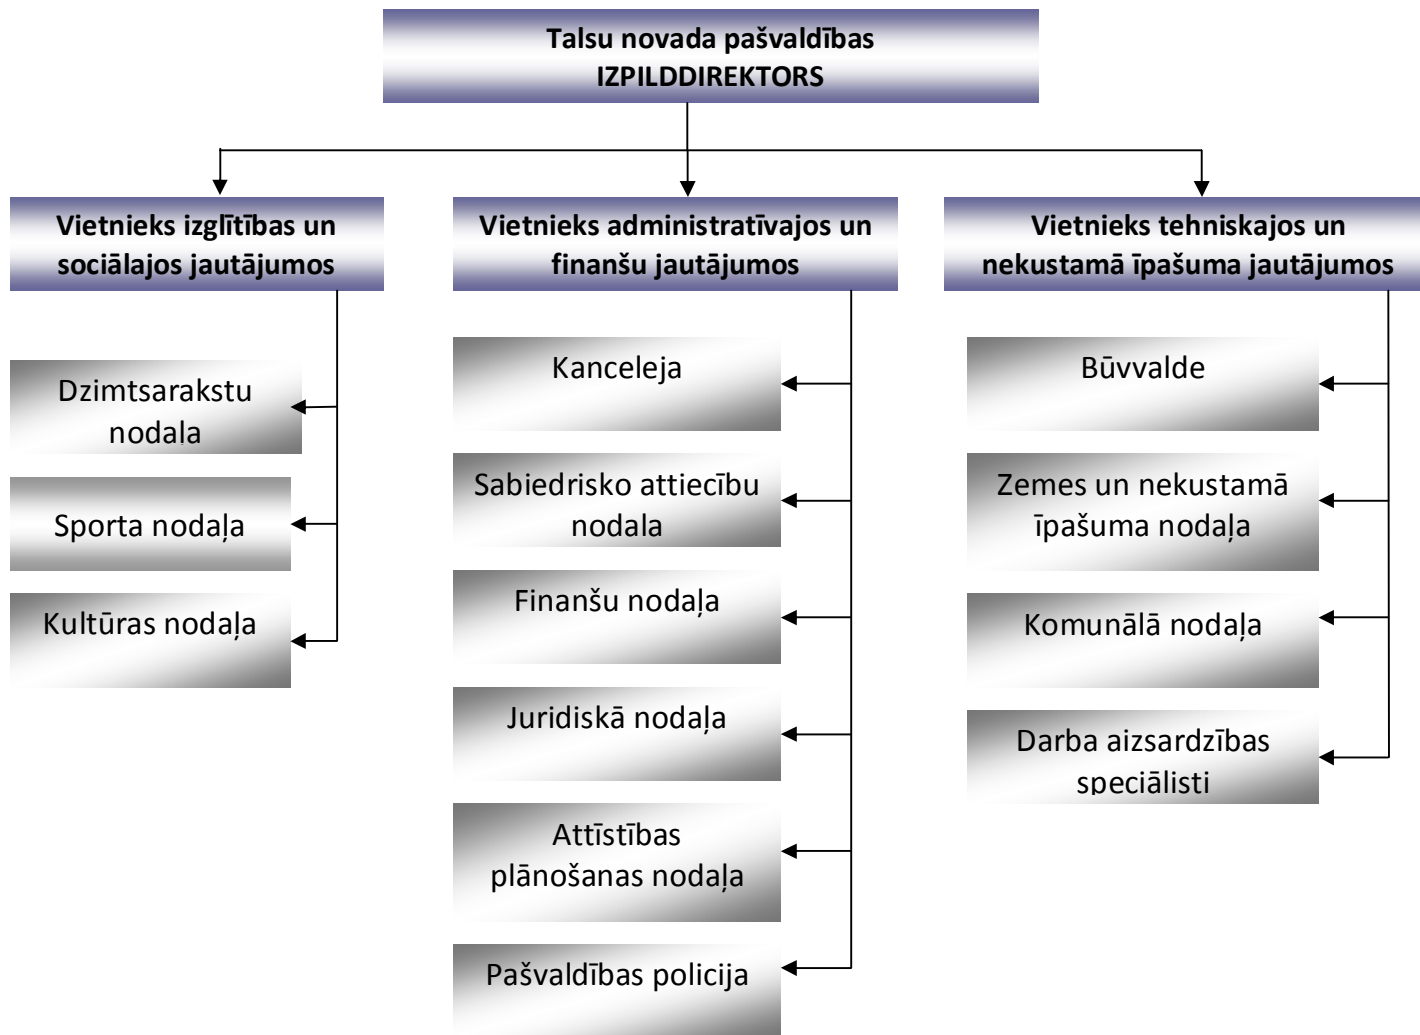 Talsu novada pašvaldības
IZPILDDIREKTORS
Vietnieks izglītības un
sociālajos jautājumos
Dzimtsarakstu
nodala
Sporta nodaļa
Kultūras nodaļa
Vietnieks administratīvajos un
finanšu jautājumos
Kanceleja
Sabiedrisko attiecību
nodala
Finanšu nodaļa
Juridiskā nodaļa
Attīstības
plānošanas nodaļa
Pašvaldības policija
Vietnieks tehniskajos un
nekustamā īpašuma jautājumos
Būvvalde
Zemes un nekustamā
īpašuma nodaļa
Komunālā nodaļa
Darba aizsardzības
speciālisti